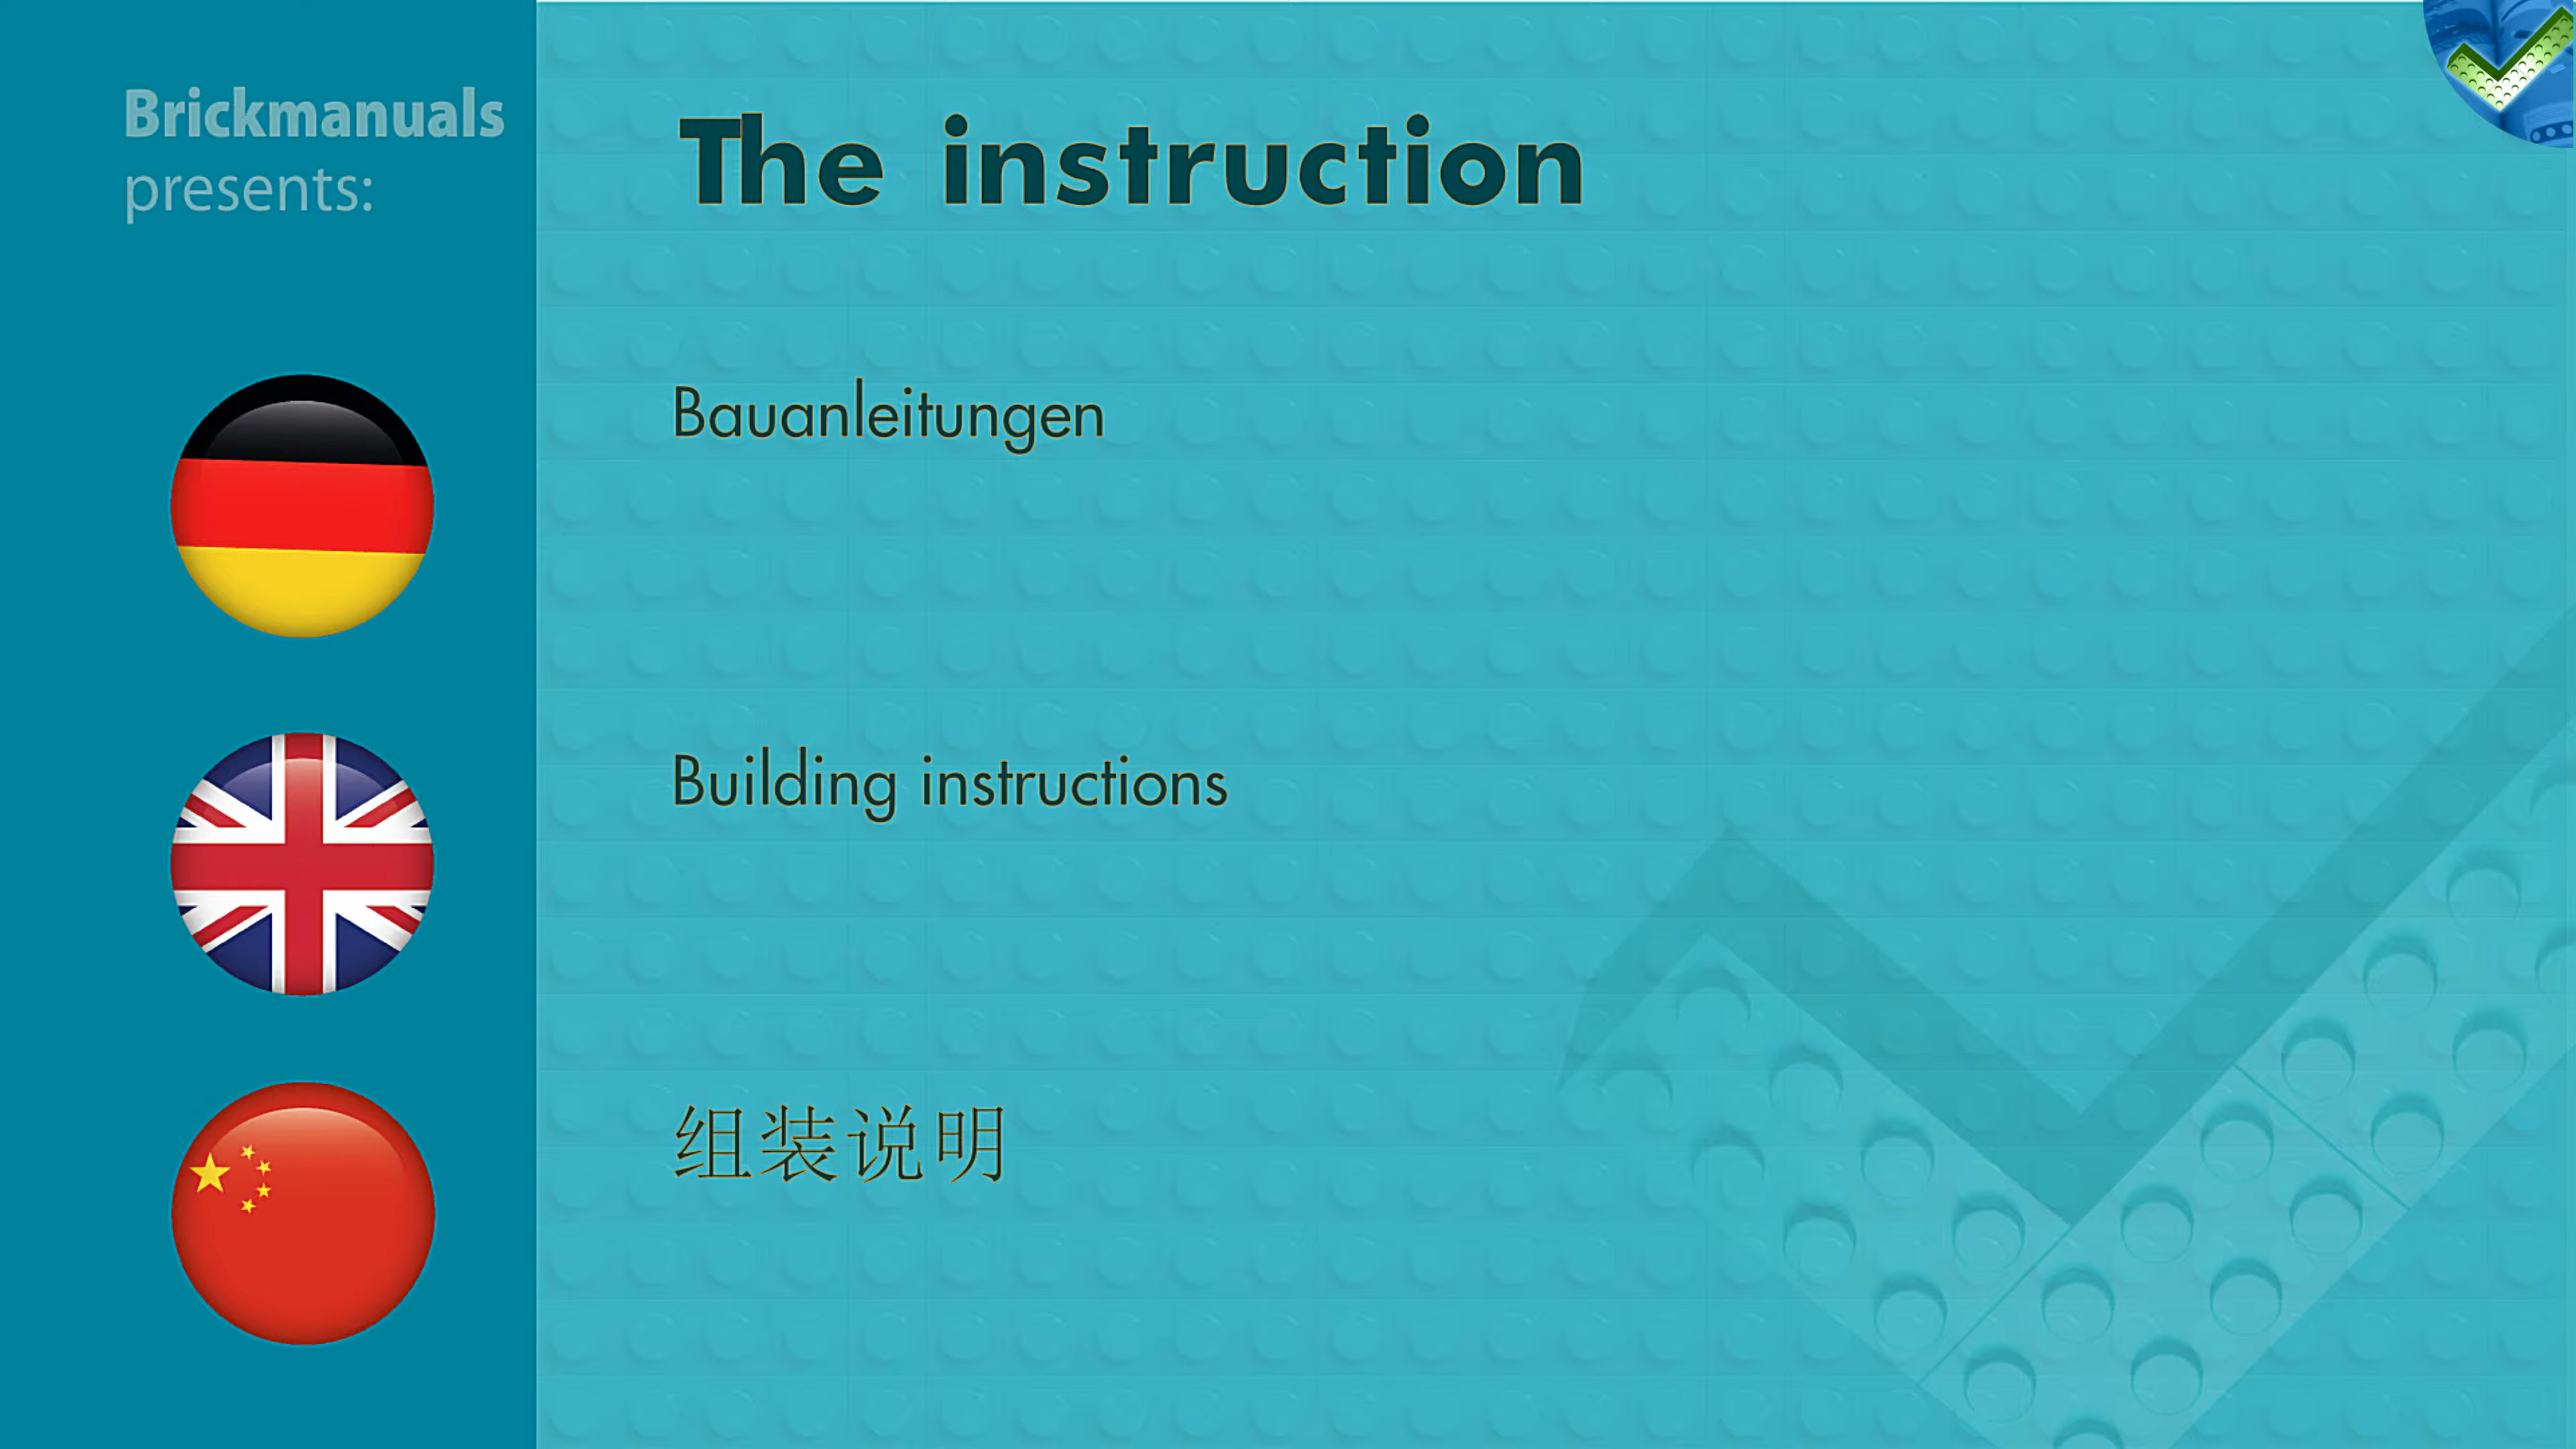 Brickmanuals
presents:
The instruction
Bauanleitungen
Building instructions
组装说明